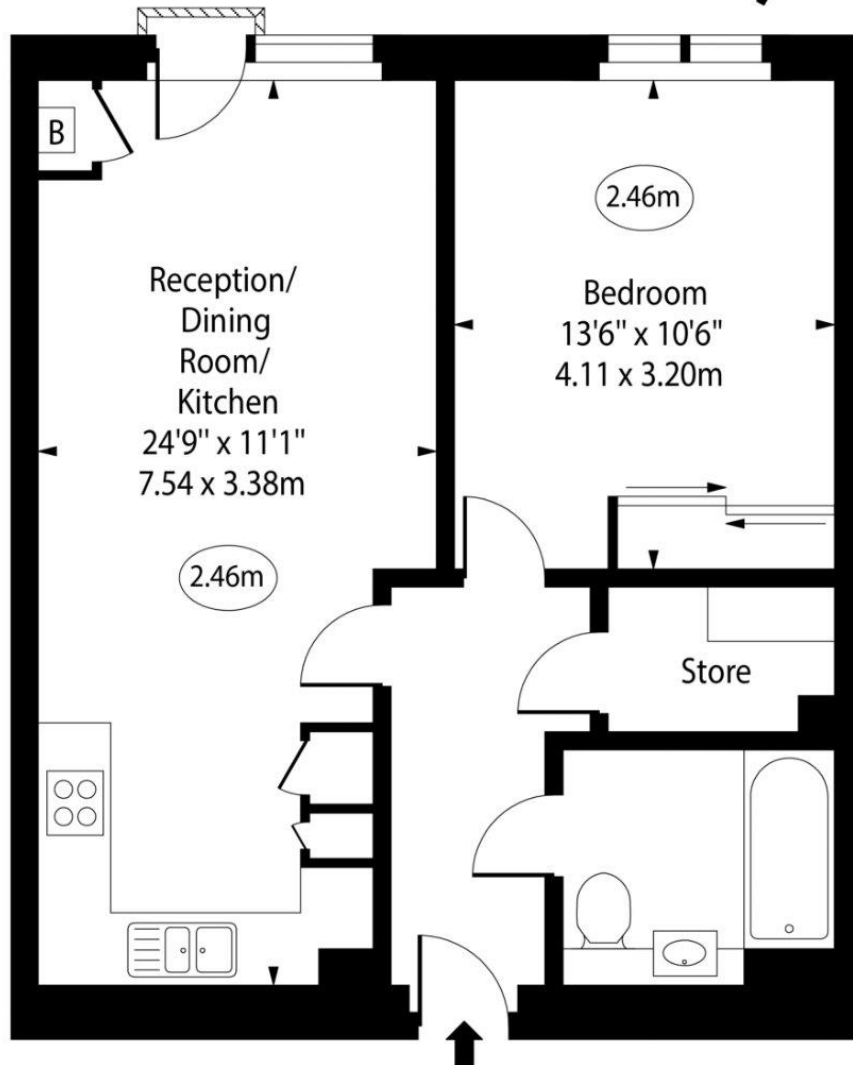 B
Reception/
Dining
Room/
Kitchen
24'9" x 11'1"
7.54 x 3.38m
2.46m
2.46m
Bedroom
13'6" x 10'6"
4.11 x 3.20m
Store